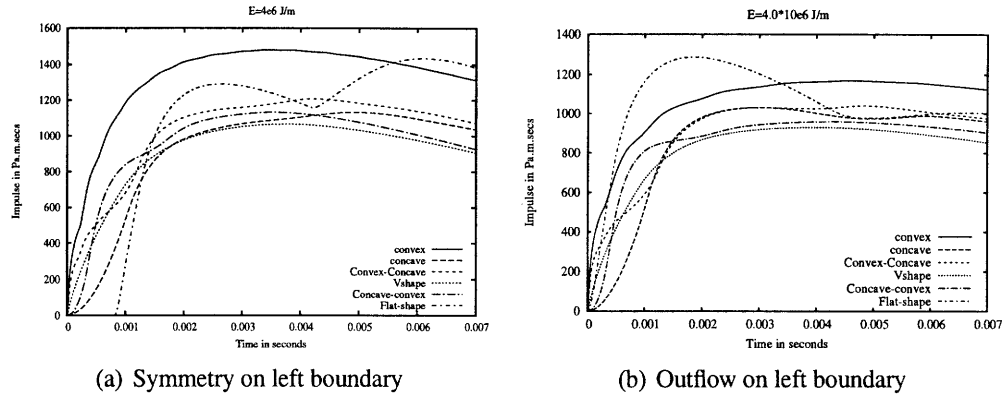 E=4e6 J/m
1600
1400
1200
1000
800
600
400
200
0
Impulse in Pa.m.secs
convex
concave
Convex-Concave
Vshape
Concave-convex
Flat-shape
0 0.001 0.002 0.003 0.004 0.005 0.006 0.007
Time in seconds
(a) Symmetry on left boundary
E=4.0*10e6 J/m
1400
1200
1000
800
600
400
200
0
Impulse in Pa.m.secs
convex
concave
Convex-Concave
Vshape
Concave-convex
Flat-shape
0 0.001 0.002 0.003 0.004 0.005 0.006 0.007
Time in seconds
(b) Outflow on left boundary